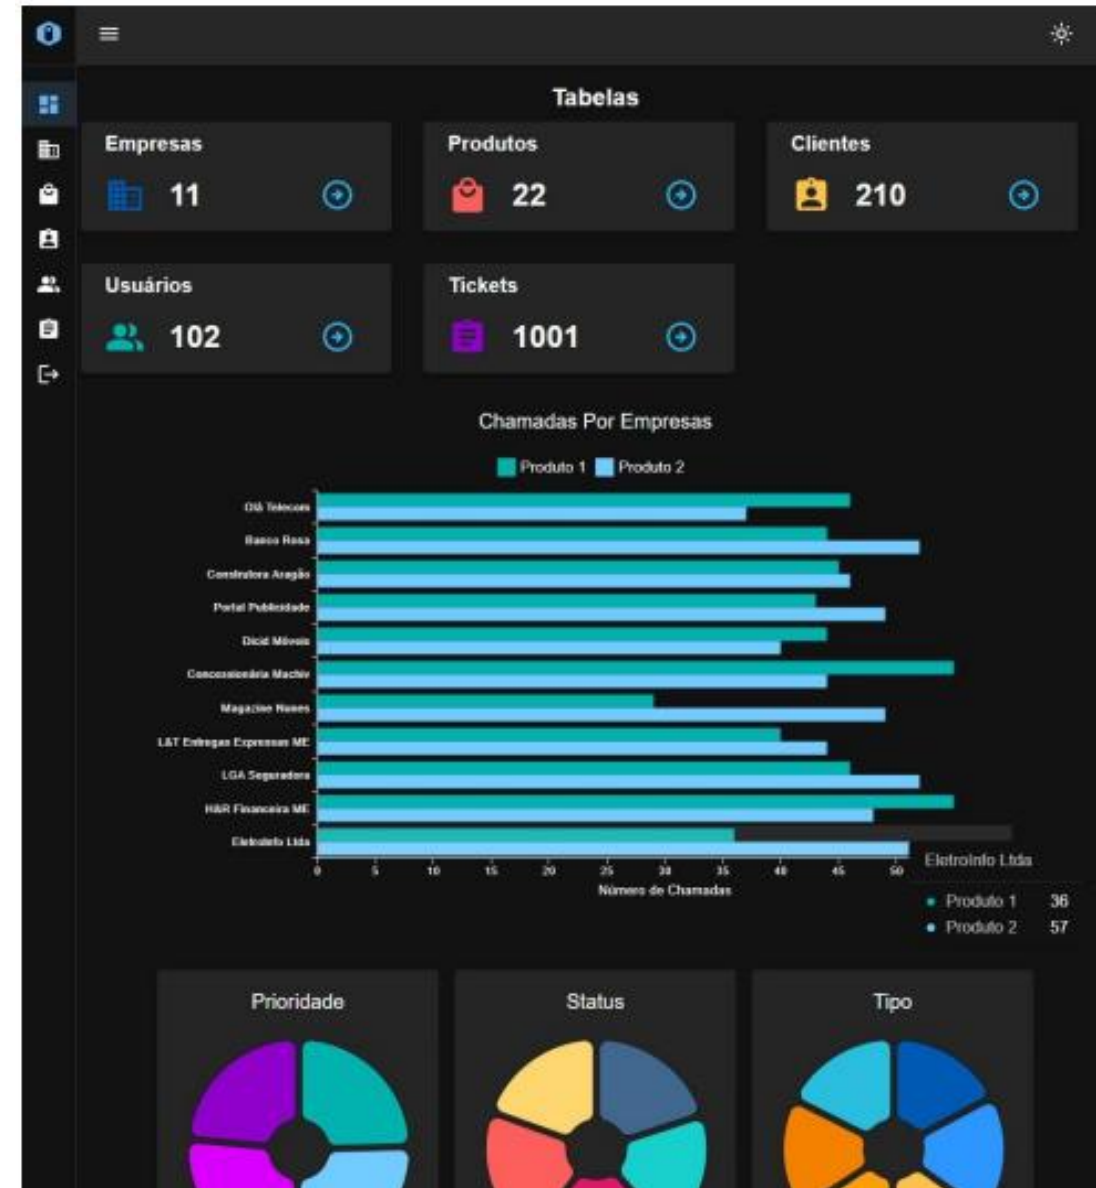 Tabelas
Empresas
11
Produtos
22
Clientes
210
Usuários
102
Tickets
1001
Chamadas Por Empresas
Produto 1 Produto 2
Olá Telecom
Banco Rosa
Construtora Aragão
Portal Publicidade
Dicid Móveis
Concessionária Machiv
Magazine Nunes
L&T Entregas Expressas ME
LGA Seguradora
H&R Financeira ME
EletroInfo Ltda
0 5 10 15 20 25 30 35 40 45 50
Número de Chamadas
EletroInfo Ltda
Produto 1 36
Produto 2 57
Prioridade
Status
Tipo